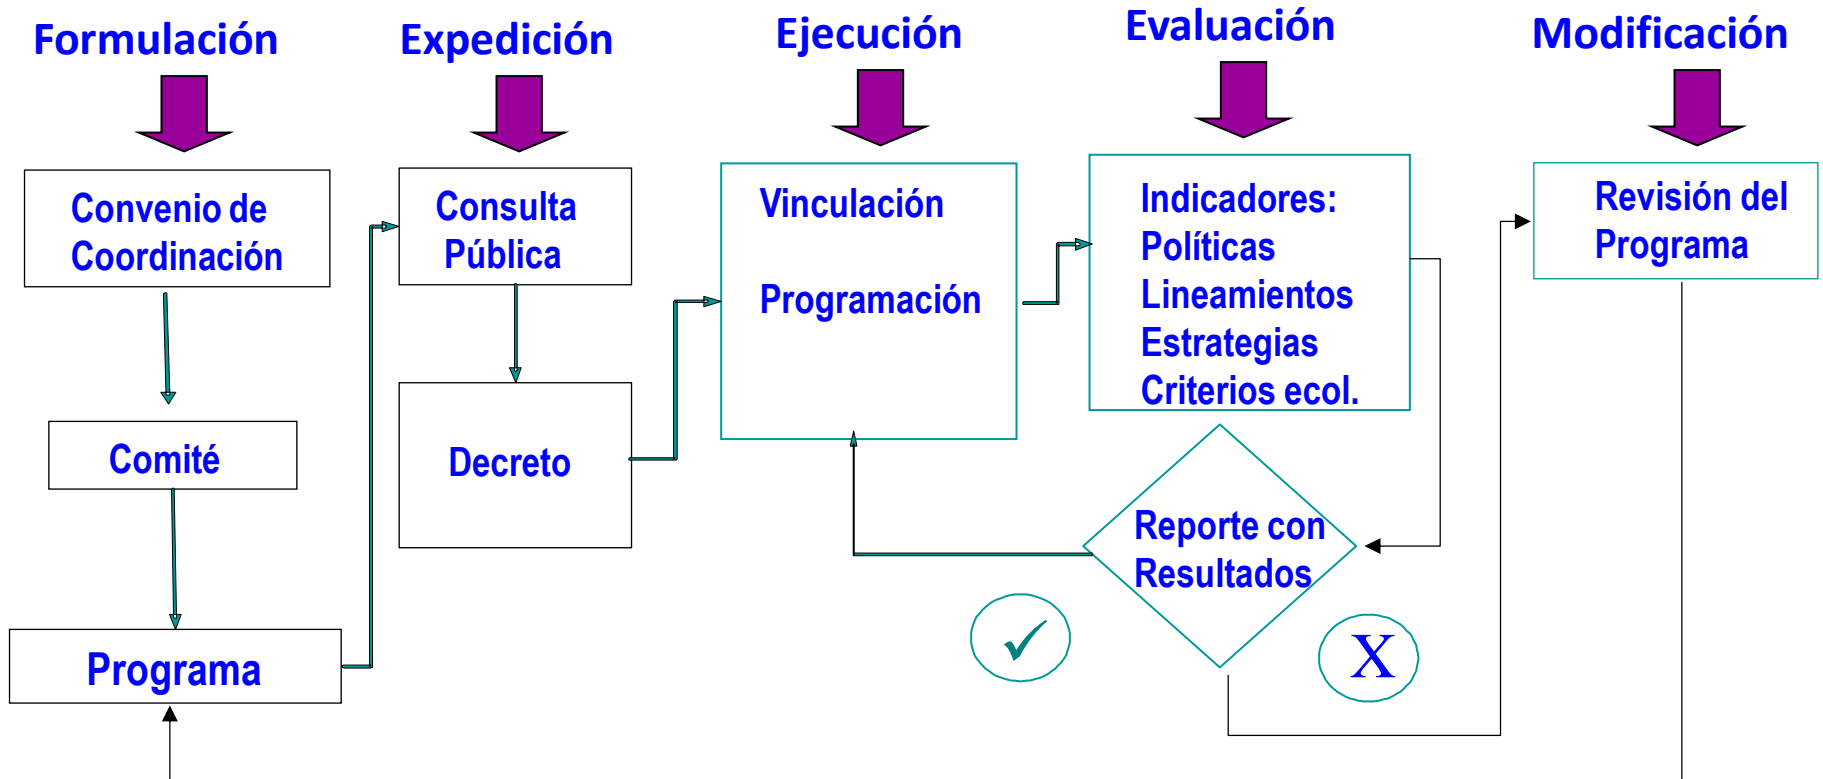 Formulación
Expedición
Ejecución
Evaluación
Modificación
Convenio de
Coordinación
Comité
Programa
Consulta
Pública
Decreto
Vinculación
Programación
Indicadores:
Políticas
Lineamientos
Estrategias
Criterios ecol.
Reporte con
Resultados
✓
X
Revisión del
Programa